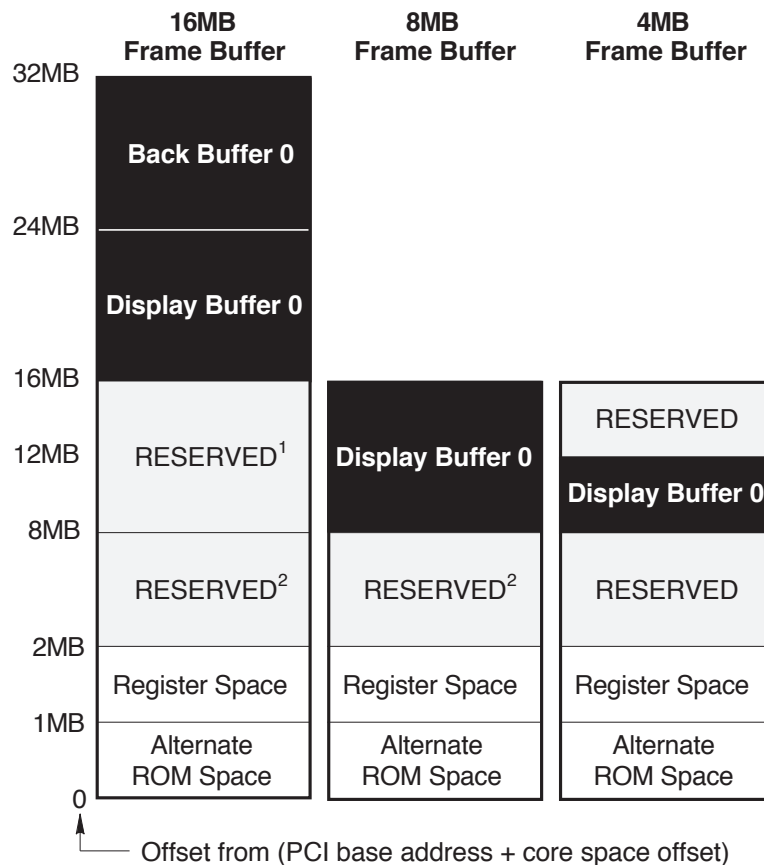 16MB
Frame Buffer
8MB
Frame Buffer
4MB
Frame Buffer
32MB
Back Buffer 0
24MB
Display Buffer 0
16MB
RESERVED
12MB
RESERVED¹
Display Buffer 0
Display Buffer 0
8MB
RESERVED²
RESERVED²
RESERVED
2MB
Register Space
Register Space
Register Space
1MB
Alternate
ROM Space
Alternate
ROM Space
Alternate
ROM Space
0
Offset from (PCI base address + core space offset)